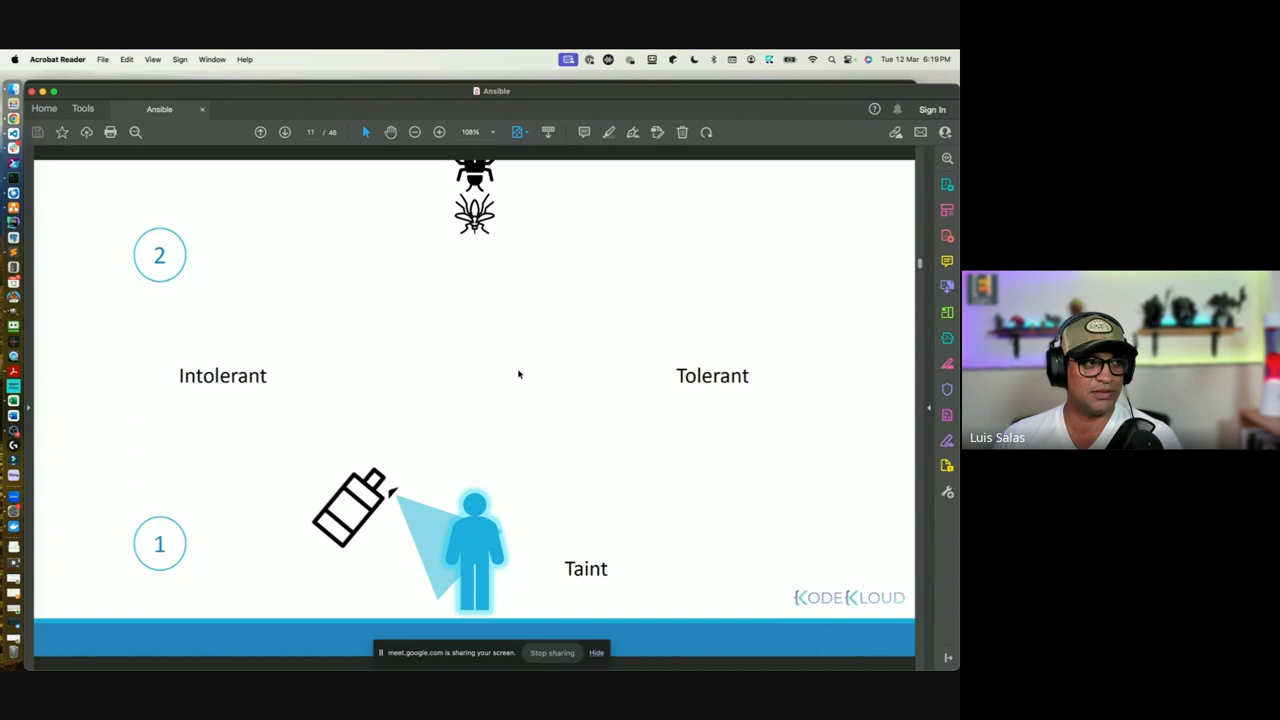 Acrobat Reader File Edit View Sign Window Help Tue 12 Mar 6:19 PM
Ansible
Home Tools Ansible × Sign In
11 / 46 108%
2
Intolerant Tolerant
1
Taint
KODEKLOUD
meet.google.com is sharing your screen. Stop sharing Hide
Luis Salas